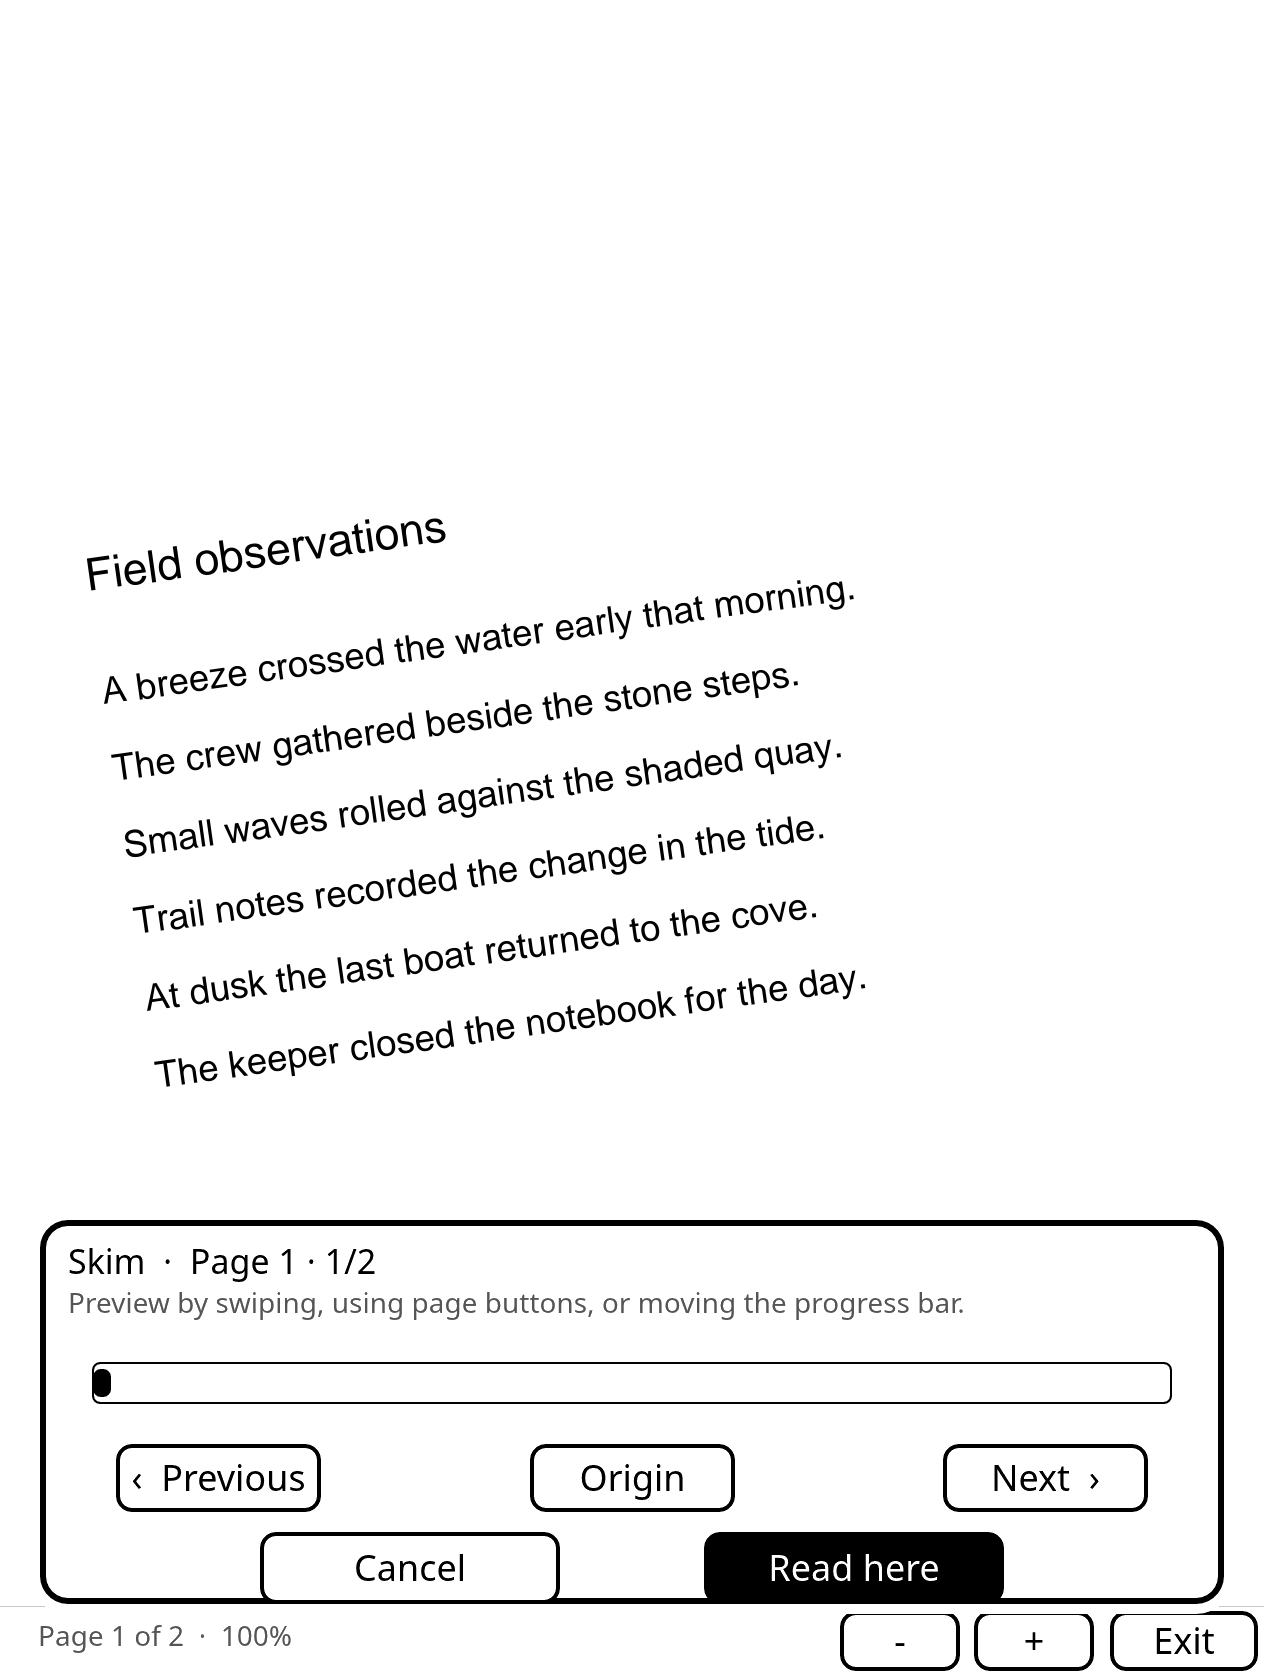 Field observations
A breeze crossed the water early that morning.
The crew gathered beside the stone steps.
Small waves rolled against the shaded quay.
Trail notes recorded the change in the tide.
At dusk the last boat returned to the cove.
The keeper closed the notebook for the day.
Skim · Page 1 · 1/2
Preview by swiping, using page buttons, or moving the progress bar.
‹ Previous Origin Next ›
Cancel Read here
Page 1 of 2 · 100% - + Exit